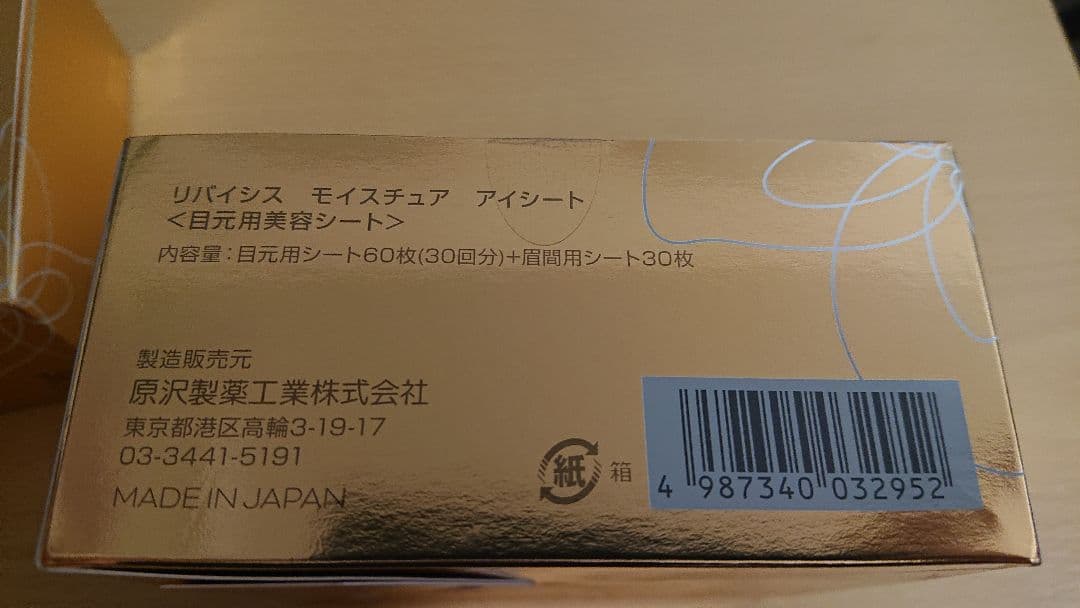 リバイシス　モイスチュア　アイシート
<目元用美容シート>
内容量：目元用シート60枚(30回分)+眉間用シート30枚
製造販売元
原沢製薬工業株式会社
東京都港区高輪3-19-17
03-3441-5191
MADE IN JAPAN
紙 箱
4 987340 032952